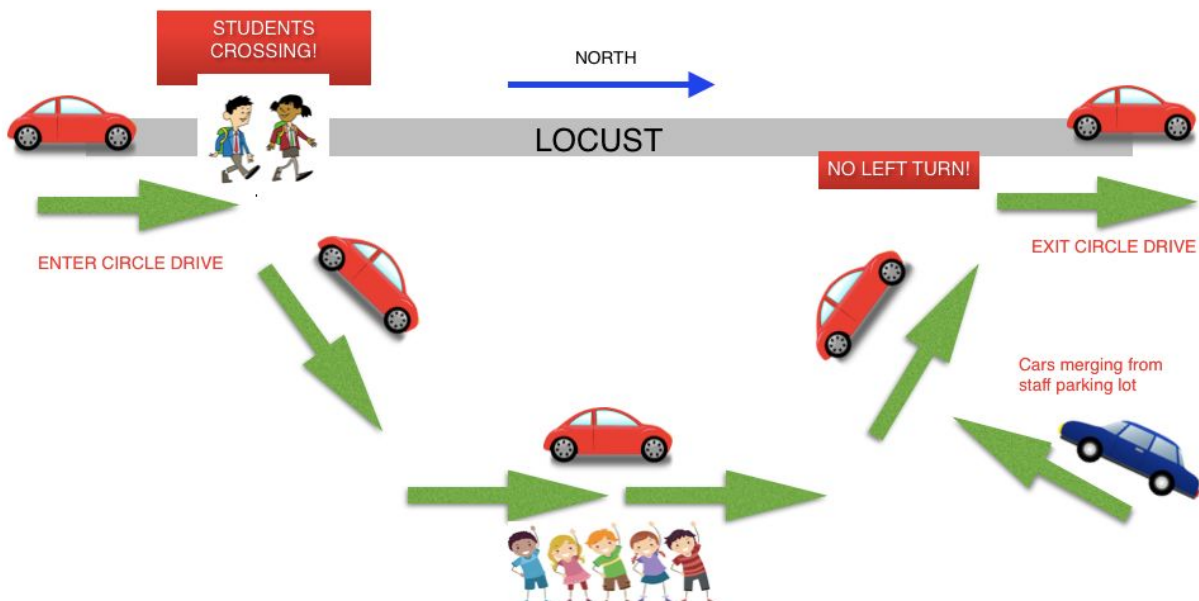 STUDENTS
CROSSING!
NORTH
LOCUST
NO LEFT TURN!
ENTER CIRCLE DRIVE
EXIT CIRCLE DRIVE
Cars merging from
staff parking lot